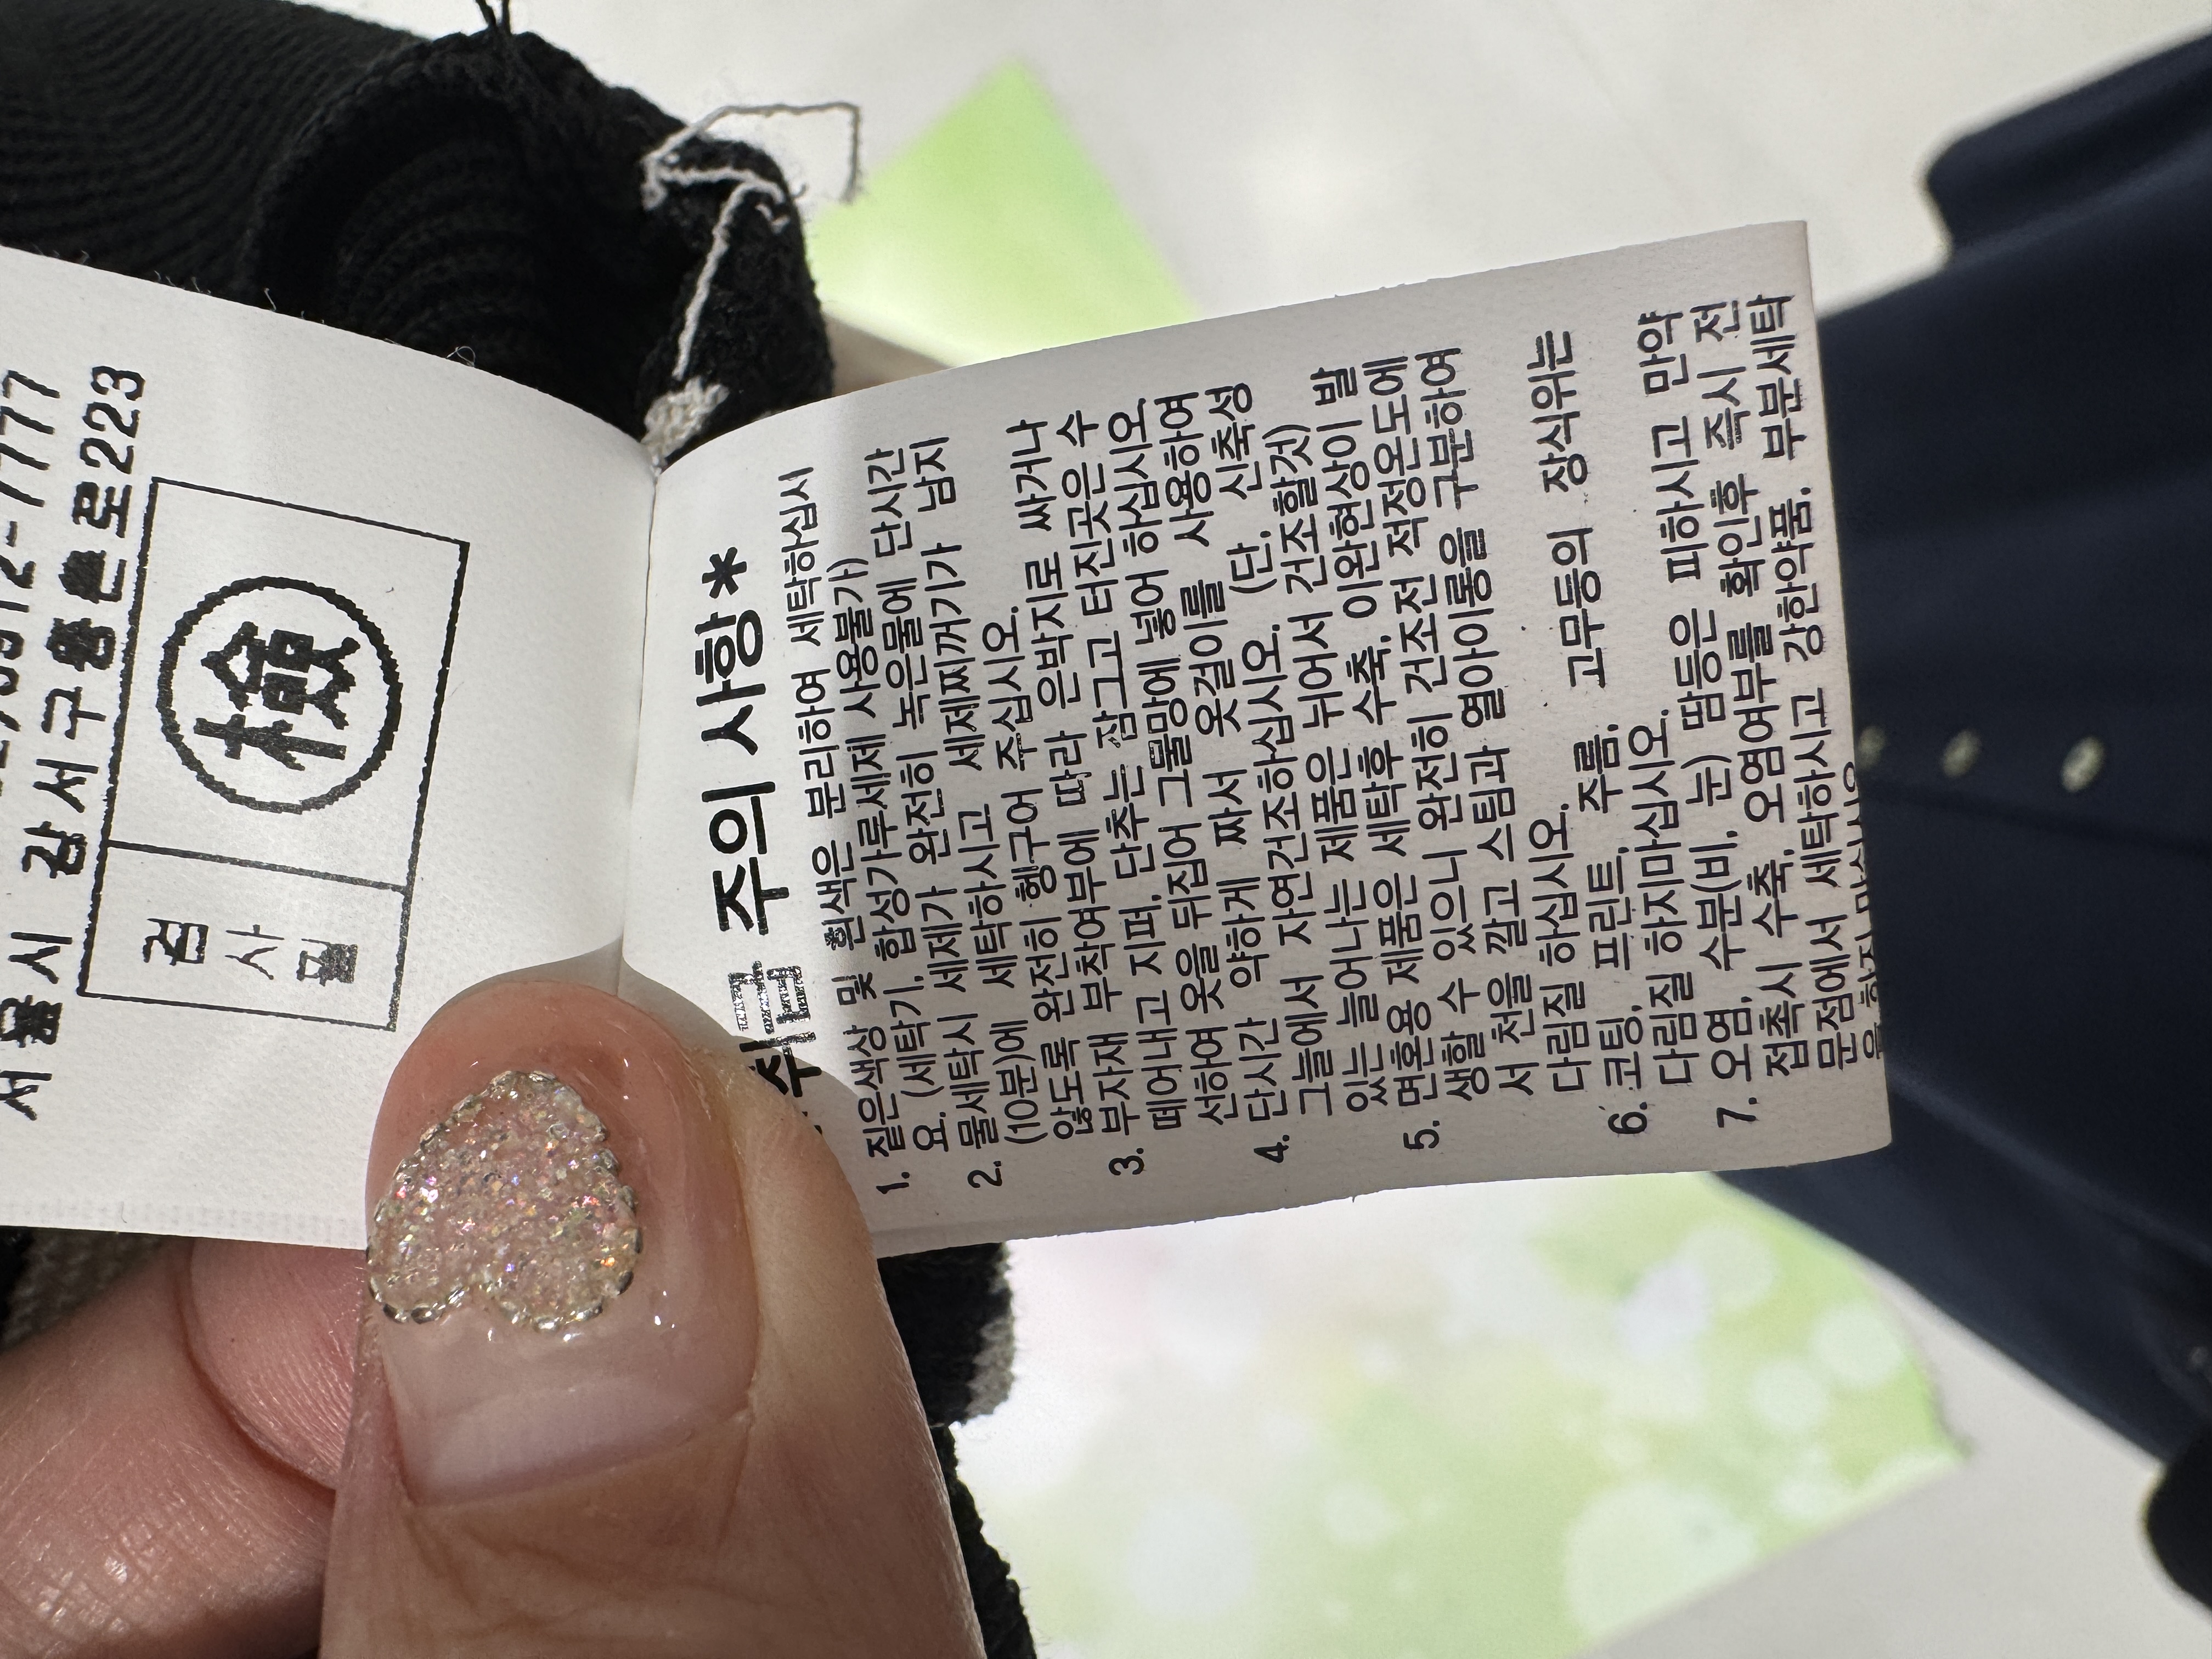 서울시 강서구
로223
검
사
필
檢
취급 주의 사항*
1. 짙은색상 및 흰색은 분리하여 세탁하십시
요. (세탁기, 합성가루세제 사용불가)
2. 물세탁시 세제가 완전히 녹은물에 단시간
(10분)에 세탁하시고 세제찌꺼기가 남지
않도록 완전히 헹구어 주십시오.
3. 부자재 부착여부에 따라 은박지로 싸거나
떼어내고 지퍼, 단추는 잠그고 터진곳은 수
선하여 옷을 뒤집어 그물망에 넣어 하십시오.
4. 단시간 약하게 짜서 옷걸이를 사용하여
그늘에서 자연건조하십시오. (단. 신축성
있는 늘어나는 제품은 뉘어서 건조할것)
5. 면혼용 제품은 세탁후 수축, 이완현상이 발
생할 수 있으니 완전히 건조전 적정온도에
서 천을 깔고 스팀과 열아이롱을 구분하여
다림질 하십시오.
6. 코팅, 프린트, 주름, 고무등의 장식위는
다림질 하지마십시오.
7. 오염, 수분(비, 눈) 땀등은 피하시고 만약
접촉시 수축, 오염여부를 확인후 즉시 전
문점에서 세탁하시고 강한약품, 부분세탁